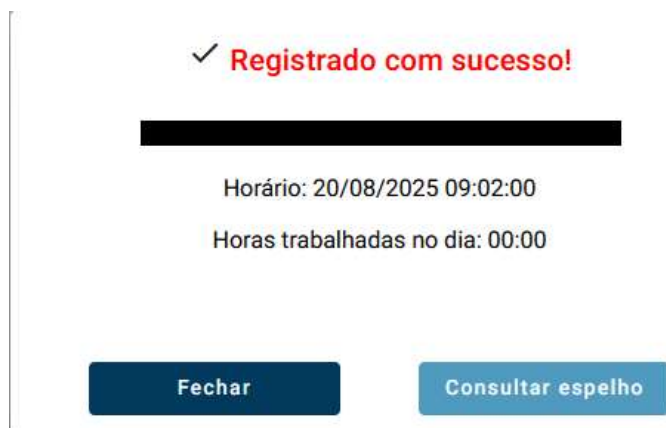 Registrado com sucesso!
Horário: 20/08/2025 09:02:00
Horas trabalhadas no dia: 00:00
Fechar
Consultar espelho